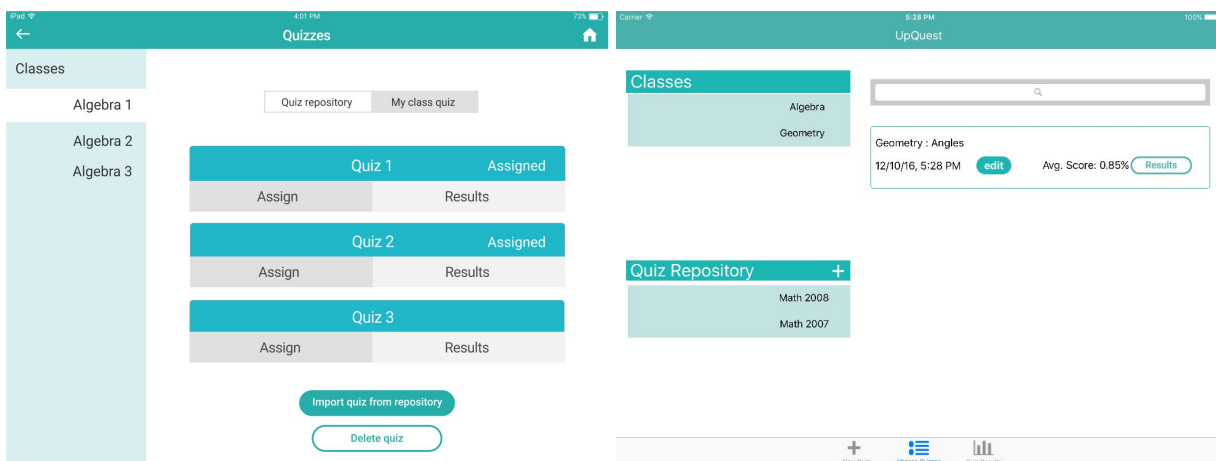 iPad 4:01 PM 73%
Quizzes
Classes
Algebra 1
Algebra 2
Algebra 3
Quiz repository My class quiz
Quiz 1 Assigned
Assign Results
Quiz 2 Assigned
Assign Results
Quiz 3
Assign Results
Import quiz from repository
Delete quiz
Carrier 5:28 PM 100%
UpQuest
Classes
Algebra
Geometry
Quiz Repository +
Math 2008
Math 2007
Geometry : Angles
12/10/16, 5:28 PM edit Avg. Score: 0.85% Results